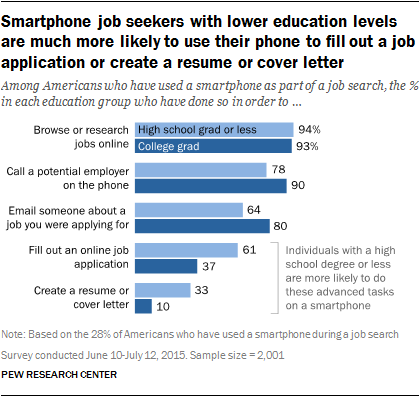 Smartphone job seekers with lower education levels
are much more likely to use their phone to fill out a job
application or create a resume or cover letter
Among Americans who have used a smartphone as part of a job search, the %
in each education group who have done so in order to ...
Browse or research
jobs online
High school grad or less
94%
College grad
93%
Call a potential employer
on the phone
78
90
Email someone about a
job you were applying for
64
80
Fill out an online job
application
61
37
Create a resume or
cover letter
33
10
Individuals with a high
school degree or less
are more likely to do
these advanced tasks
on a smartphone
Note: Based on the 28% of Americans who have used a smartphone during a job search
Survey conducted June 10-July 12, 2015. Sample size = 2,001
PEW RESEARCH CENTER